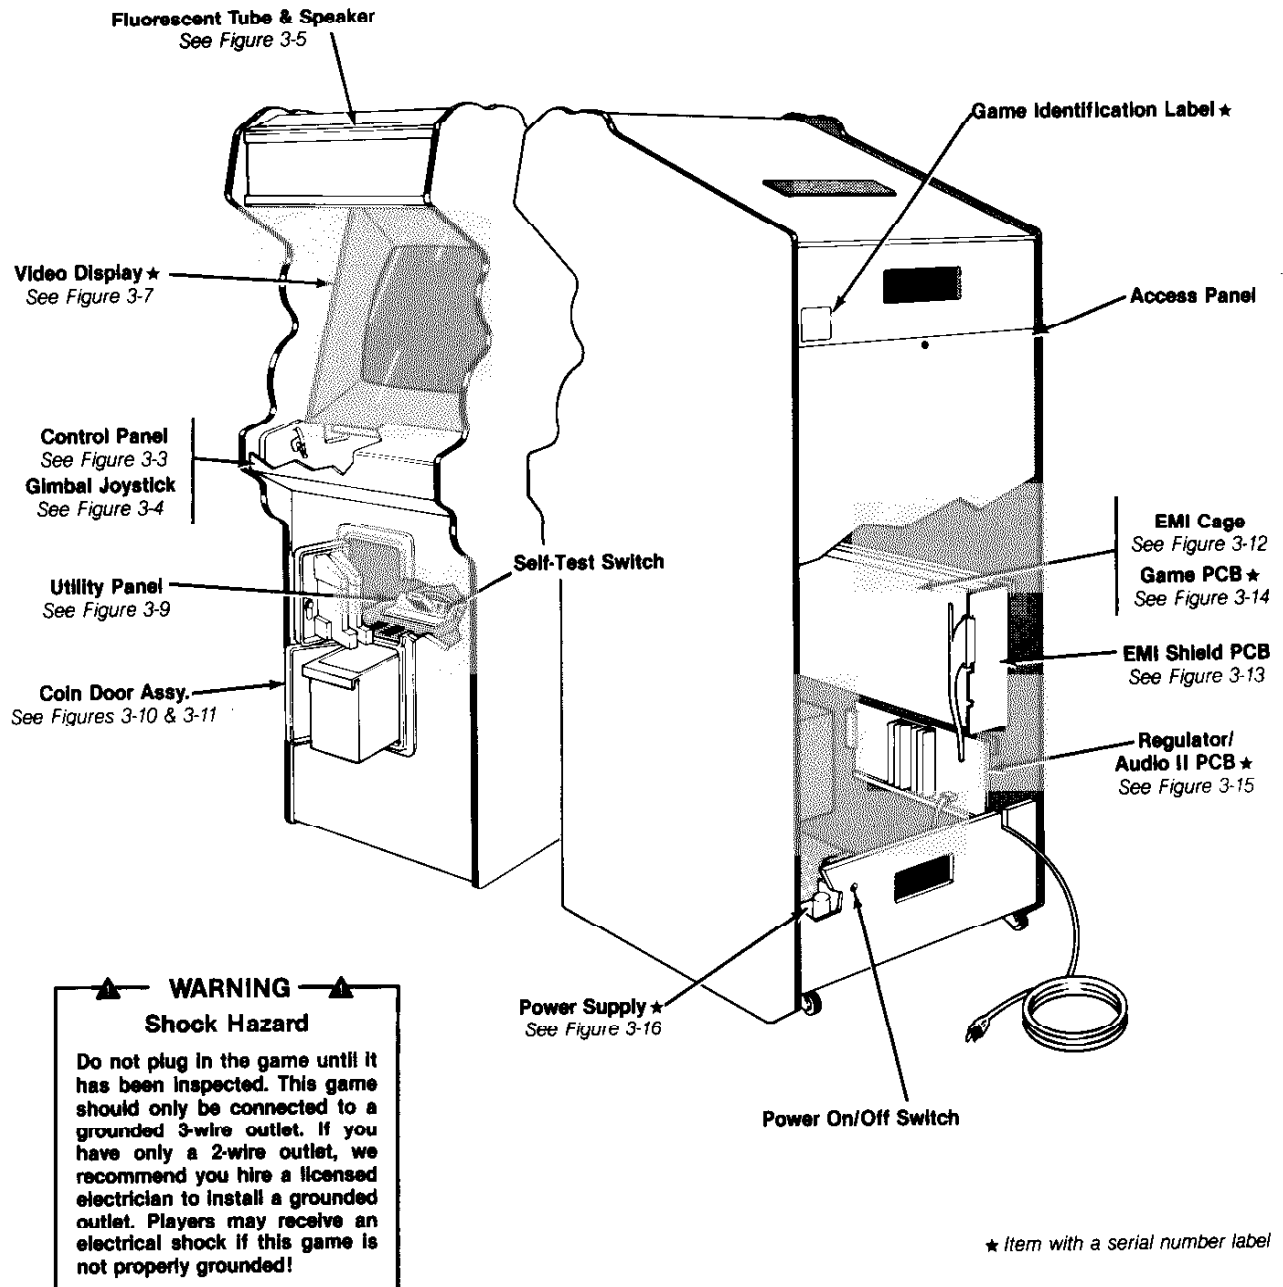 Fluorescent Tube & Speaker
See Figure 3-5
Game Identification Label ★
Video Display ★
See Figure 3-7
Access Panel
Control Panel
See Figure 3-3
Gimbal Joystick
See Figure 3-4
EMI Cage
See Figure 3-12
Game PCB ★
See Figure 3-14
Self-Test Switch
Utility Panel
See Figure 3-9
EMI Shield PCB
See Figure 3-13
Coin Door Assy.
See Figures 3-10 & 3-11
Regulator/
Audio II PCB ★
See Figure 3-15
Power Supply ★
See Figure 3-16
Power On/Off Switch
WARNING
Shock Hazard
Do not plug in the game until it
has been inspected. This game
should only be connected to a
grounded 3-wire outlet. If you
have only a 2-wire outlet, we
recommend you hire a licensed
electrician to install a grounded
outlet. Players may receive an
electrical shock if this game is
not properly grounded!
★ Item with a serial number label